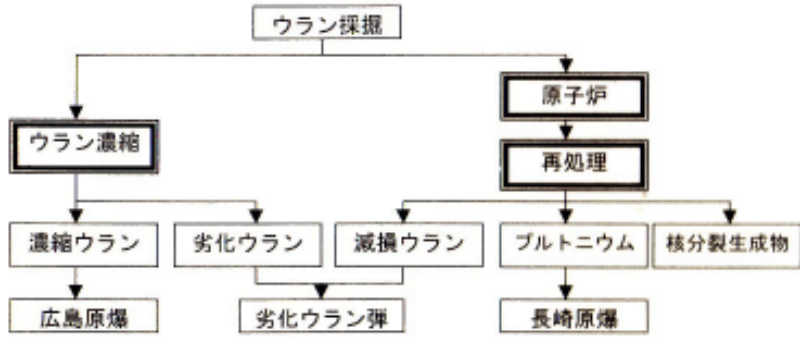 ウラン採掘
原子炉
ウラン濃縮
再処理
濃縮ウラン
劣化ウラン
減損ウラン
プルトニウム
核分裂生成物
広島原爆
劣化ウラン弾
長崎原爆